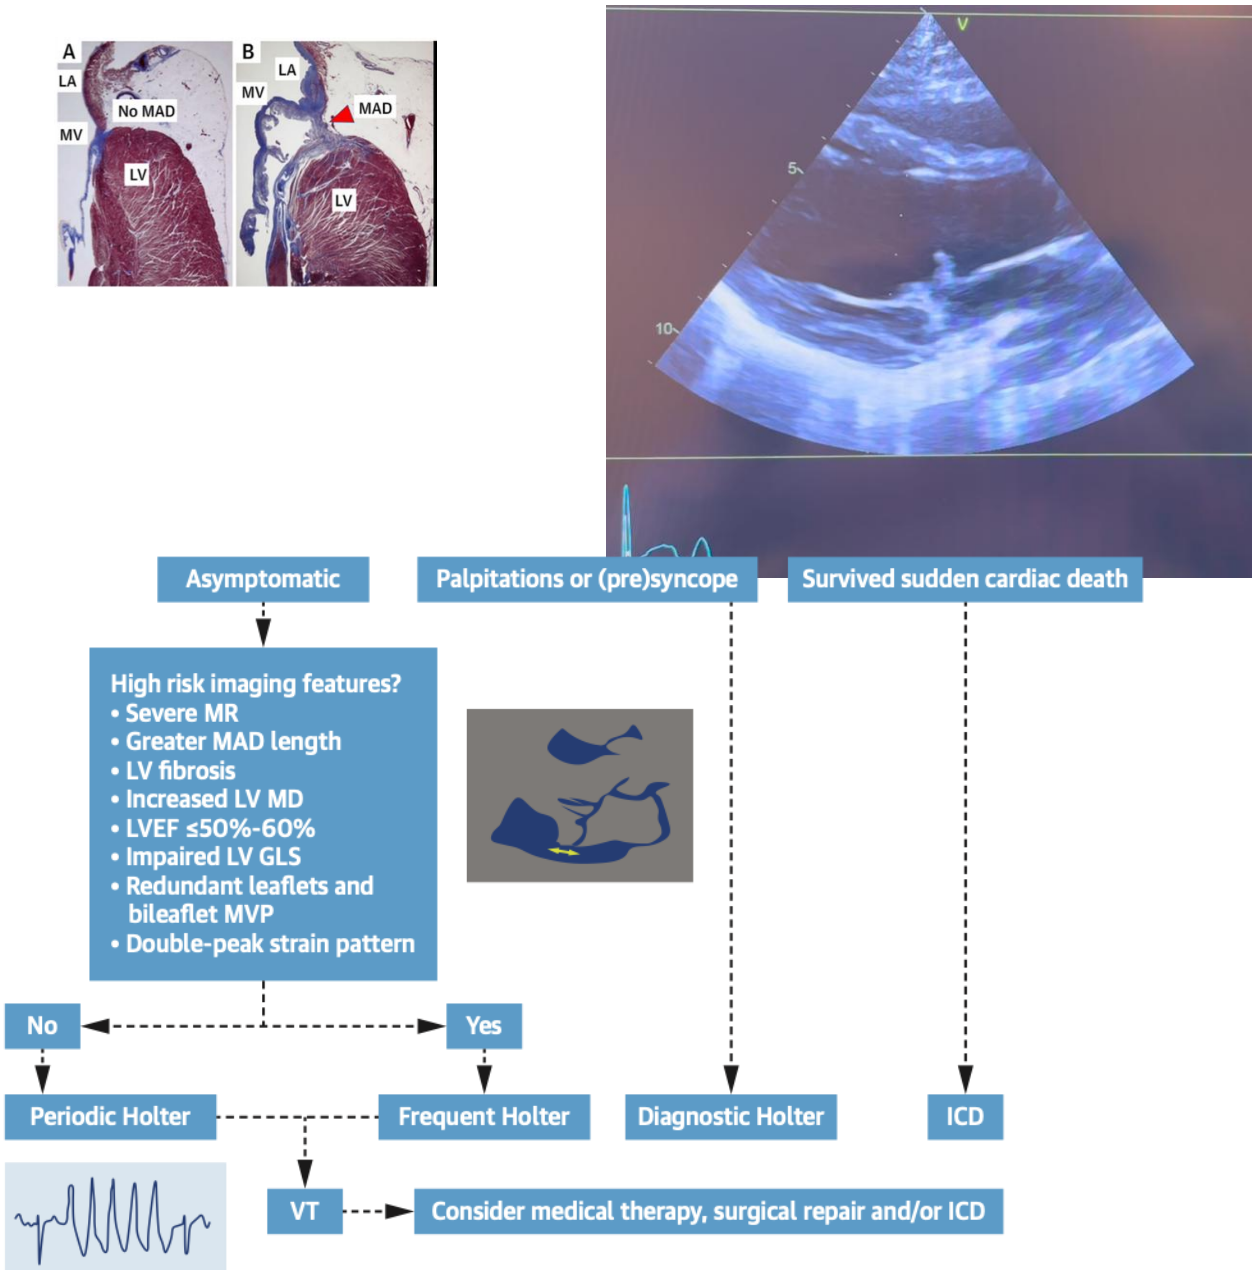 A
LA
No MAD
MV
LV
B
LA
MV
MAD
LV
V
5
10
Asymptomatic
Palpitations or (pre)syncope
Survived sudden cardiac death
High risk imaging features?
• Severe MR
• Greater MAD length
• LV fibrosis
• Increased LV MD
• LVEF ≤50%-60%
• Impaired LV GLS
• Redundant leaflets and
bileaflet MVP
• Double-peak strain pattern
No
Yes
Periodic Holter
Frequent Holter
Diagnostic Holter
ICD
VT
Consider medical therapy, surgical repair and/or ICD